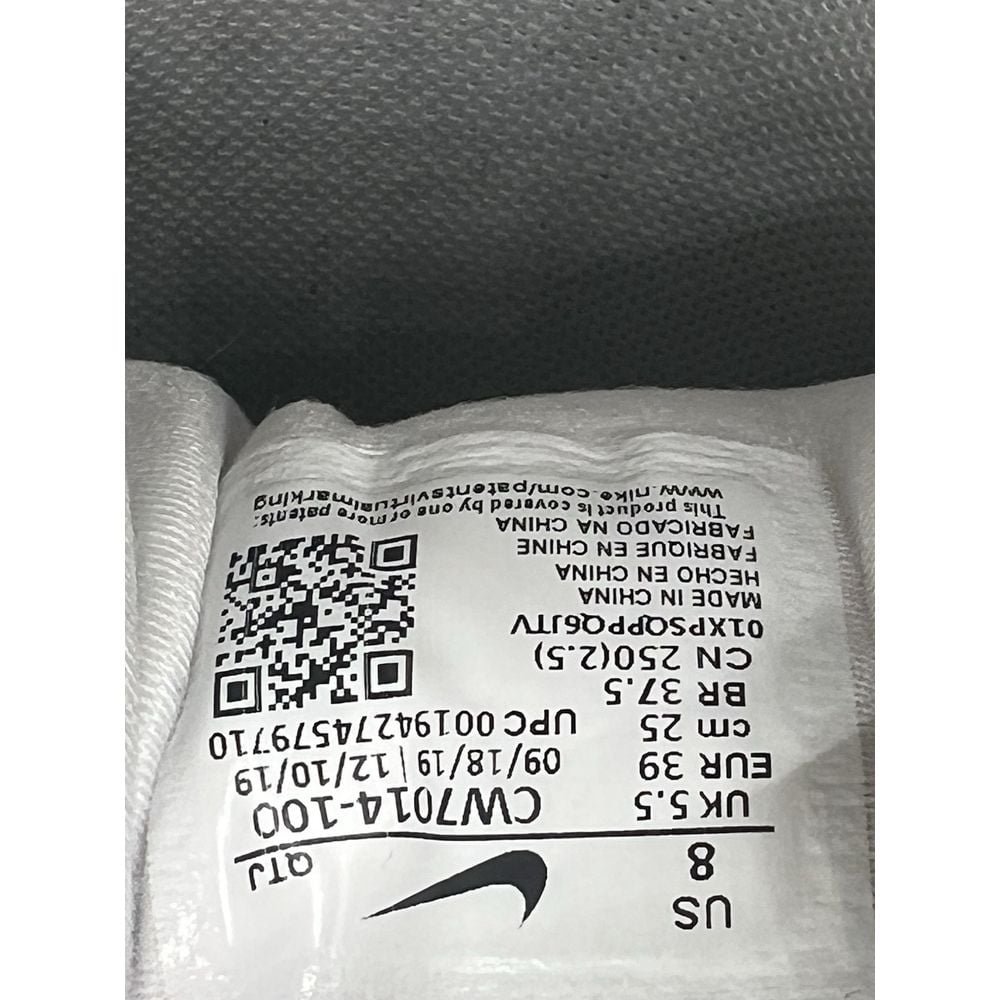 US
8
QTJ
UK 5.5
CW7014-100
EUR 39
09/18/19 | 12/10/19
cm 25
UPC 00194274579710
BR 37.5
CN 250(2.5)
01XPSQPPQ6JTV
MADE IN CHINA
HECHO EN CHINA
FABRIQUE EN CHINE
FABRICADO NA CHINA
This product is covered by one or more patents:
www.nike.com/patentsvirtualmarking